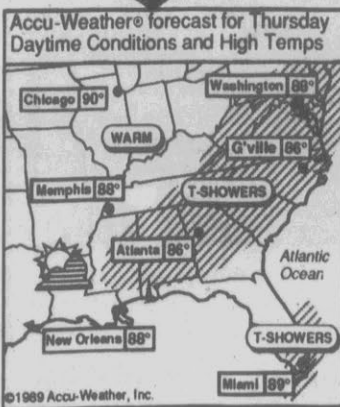 Accu-Weather® forecast for Thursday
Daytime Conditions and High Temps
Washington 88°
Chicago 90°
WARM
G'ville 86°
Memphis 88°
T-SHOWERS
Atlanta 86°
Atlantic
Ocean
New Orleans 88°
T-SHOWERS
Miami 89°
©1989 Accu-Weather, Inc.